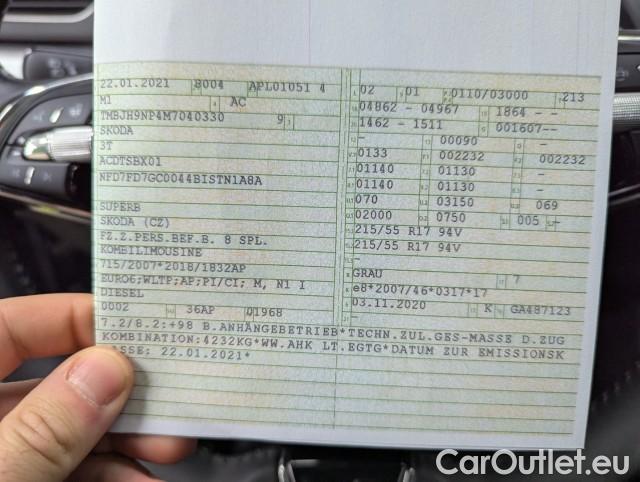 22.01.2021 8004 APL01051 4
M1 AC
TMBJH9NP4M7040330 9
SKODA
3T
ACDTSBX01
NFD7FD7GC0044BISTN1A8A
SUPERB
SKODA (CZ)
FZ.Z.PERS.BEF.B. 8 SPL.
KOMBILIMOUSINE
715/2007*2018/1832AP
EURO6;WLTP;AP;PI/CI; M, N1 I
DIESEL
0002 36AP 01968
02 01 0110/03000 213
04862 - 04967 1864 - -
1462 - 1511 001607--
- 00090 -
0133 002232 002232
01140 01130 -
01140 01130 -
070 03150 069
02000 0750 005 -
215/55 R17 94V
215/55 R17 94V
-
GRAU 7
e8*2007/46*0317*17
03.11.2020 K GA487123
7.2/8.2:+98 B.ANHÄNGEBETRIEB*TECHN.ZUL.GES-MASSE D.ZUG
KOMBINATION:4232KG*WW.AHK LT.EGTG*DATUM ZUR EMISSIONSK
LASSE: 22.01.2021*
CarOutlet.eu